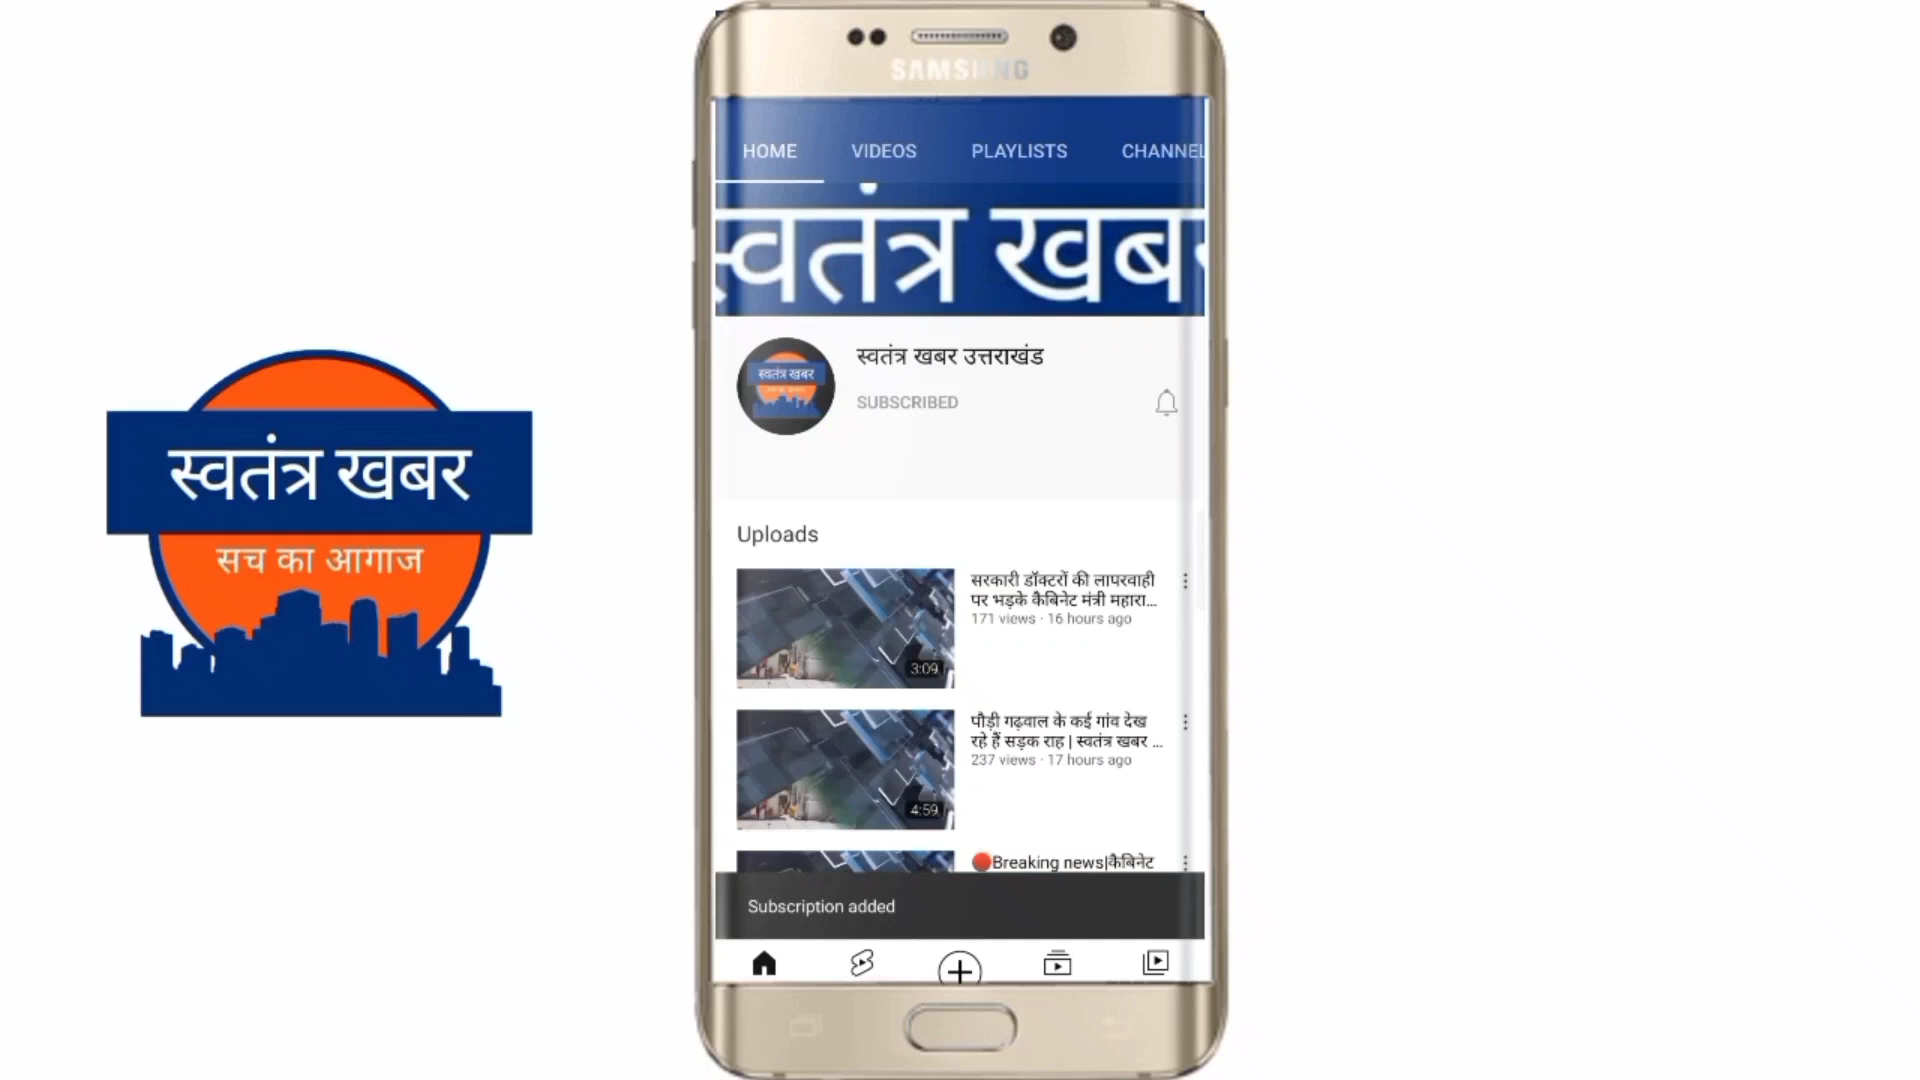 स्वतंत्र खबर
सच का आगाज
SAMSUNG
HOME VIDEOS PLAYLISTS CHANNEL
स्वतंत्र खबर
स्वतंत्र खबर
स्वतंत्र खबर उत्तराखंड
SUBSCRIBED
Uploads
सरकारी डॉक्टरों की लापरवाही
पर भड़के कैबिनेट मंत्री महारा...
171 views · 16 hours ago
3:09
पौड़ी गढ़वाल के कई गांव देख
रहे हैं सड़क राह | स्वतंत्र खबर ...
237 views · 17 hours ago
4:59
🔴Breaking news|कैबिनेट
Subscription added